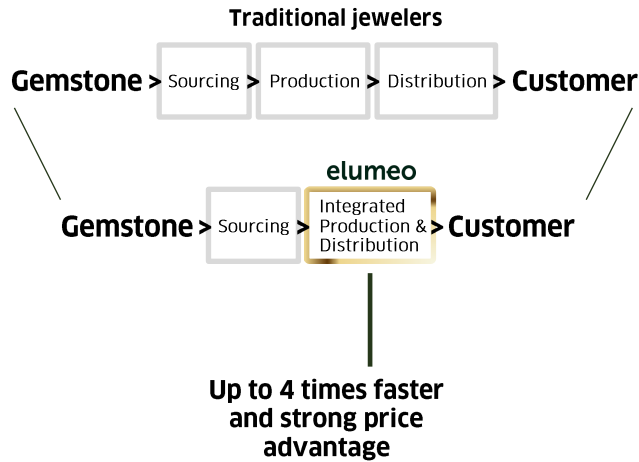 Traditional jewelers
Gemstone > Sourcing > Production > Distribution > Customer
elumeo
Gemstone > Sourcing > Integrated Production & Distribution > Customer
Up to 4 times faster
and strong price
advantage